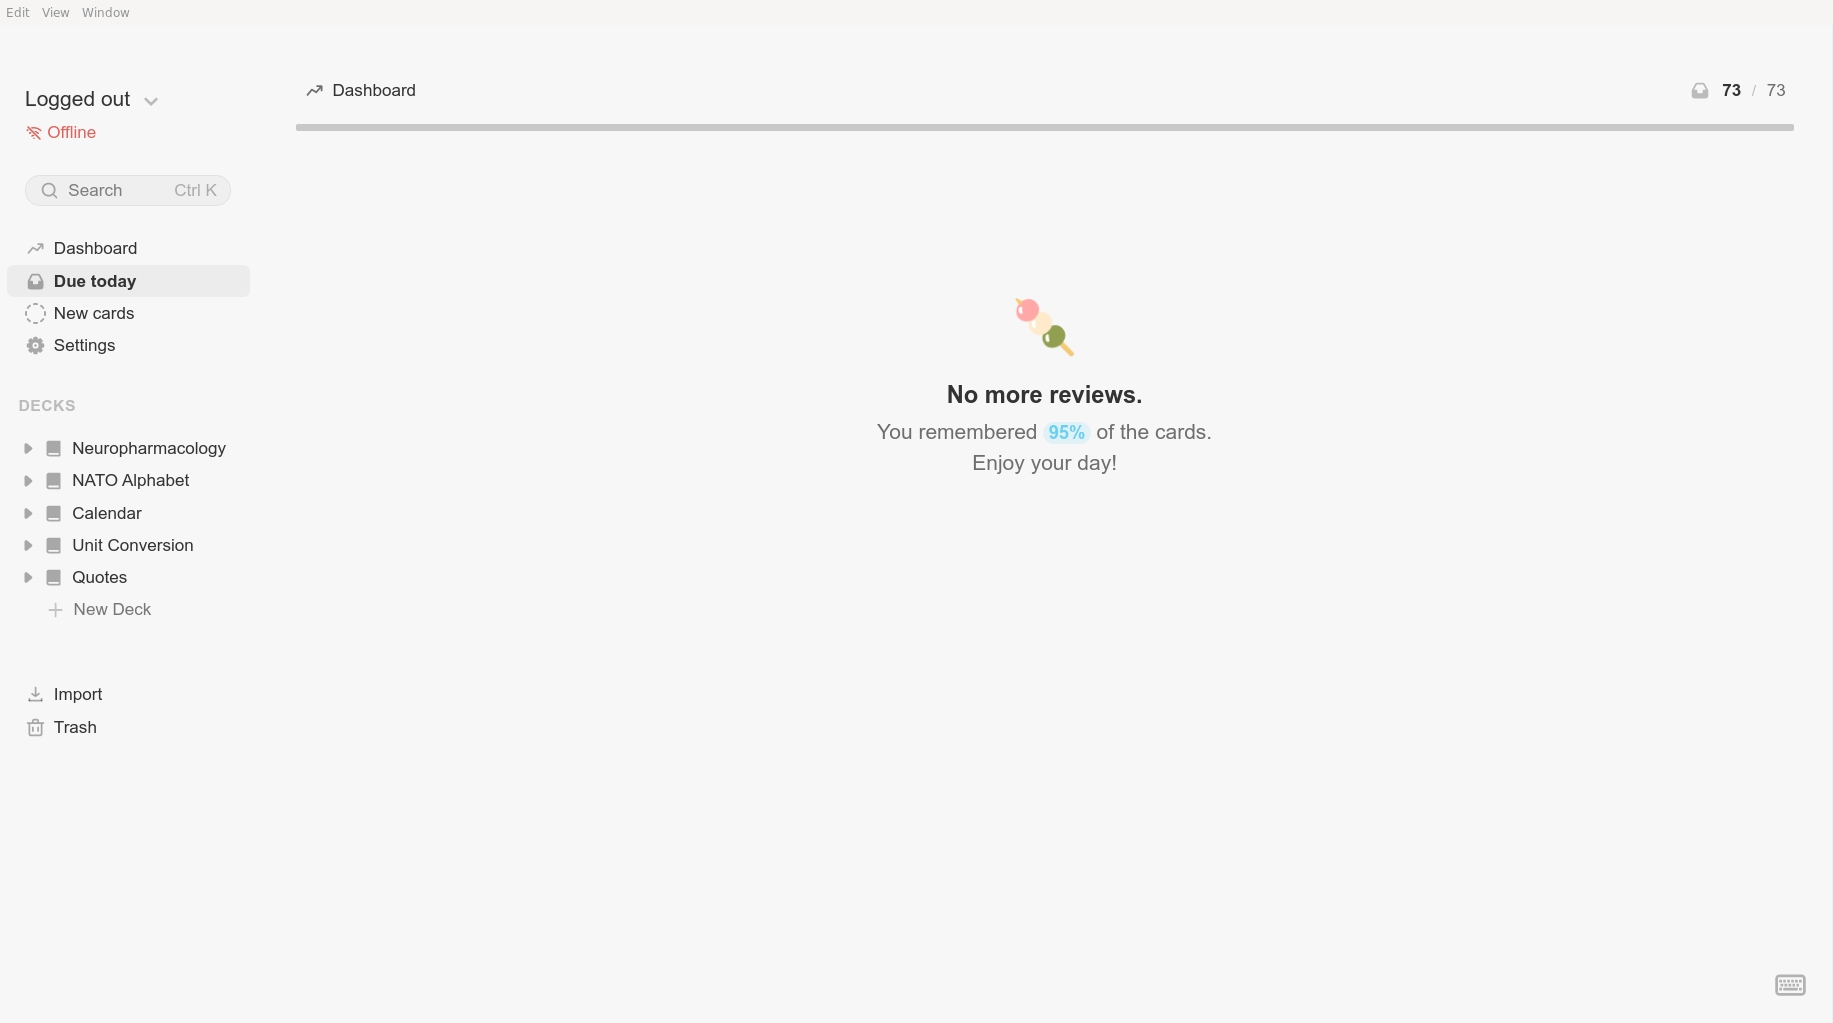 Edit View Window
Logged out
Offline
Search Ctrl K
Dashboard
Due today
New cards
Settings
DECKS
Neuropharmacology
NATO Alphabet
Calendar
Unit Conversion
Quotes
New Deck
Import
Trash
Dashboard
73 / 73
No more reviews.
You remembered 95% of the cards.
Enjoy your day!